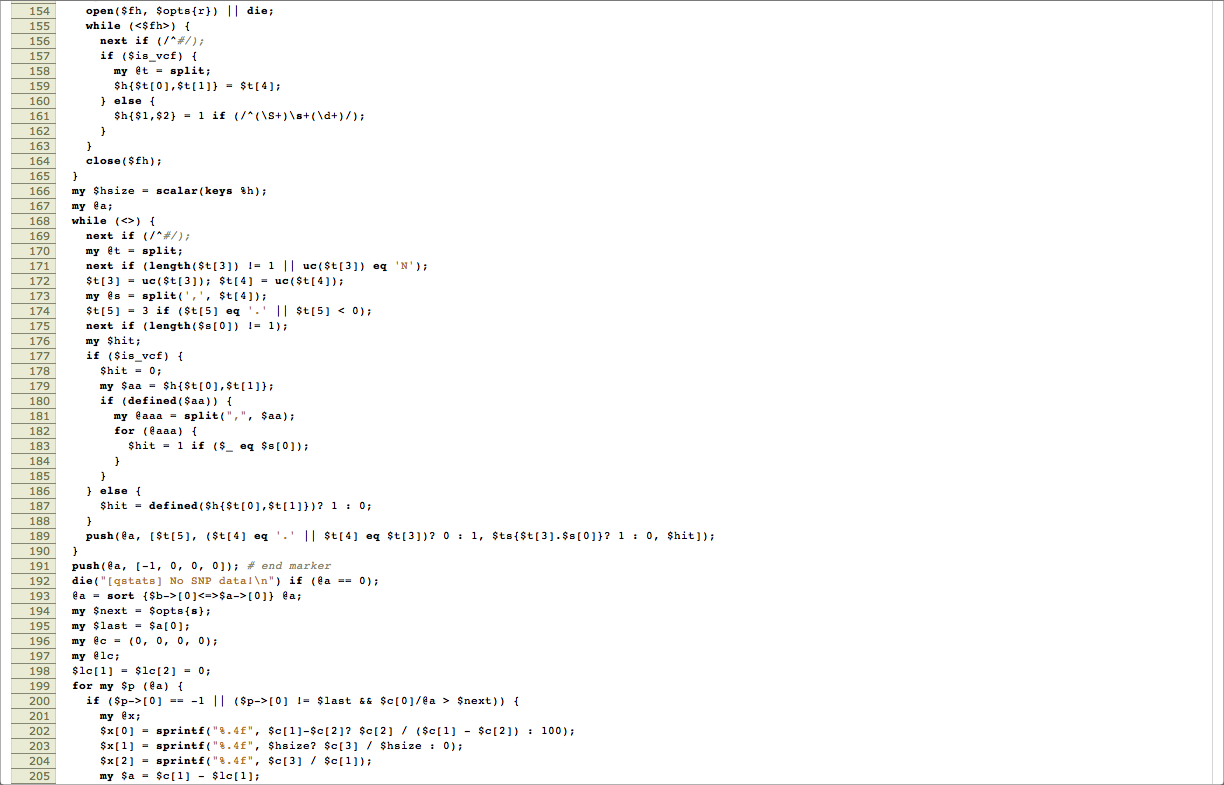 154 open($fh, $opts{r}) || die;
155 while (<$fh>) {
156 next if (/^#/);
157 if ($is_vcf) {
158 my @t = split;
159 $h{$t[0],$t[1]} = $t[4];
160 } else {
161 $h{$1,$2} = 1 if (/^(\S+)\s+(\d+)/);
162 }
163 }
164 close($fh);
165 }
166 my $hsize = scalar(keys %h);
167 my @a;
168 while (<>) {
169 next if (/^#/);
170 my @t = split;
171 next if (length($t[3]) != 1 || uc($t[3]) eq 'N');
172 $t[3] = uc($t[3]); $t[4] = uc($t[4]);
173 my @s = split(',', $t[4]);
174 $t[5] = 3 if ($t[5] eq '.' || $t[5] < 0);
175 next if (length($s[0]) != 1);
176 my $hit;
177 if ($is_vcf) {
178 $hit = 0;
179 my $aa = $h{$t[0],$t[1]};
180 if (defined($aa)) {
181 my @aaa = split(",", $aa);
182 for (@aaa) {
183 $hit = 1 if ($_ eq $s[0]);
184 }
185 }
186 } else {
187 $hit = defined($h{$t[0],$t[1]})? 1 : 0;
188 }
189 push(@a, [$t[5], ($t[4] eq '.' || $t[4] eq $t[3])? 0 : 1, $ts{$t[3].$s[0]}? 1 : 0, $hit]);
190 }
191 push(@a, [-1, 0, 0, 0]); # end marker
192 die("[qstats] No SNP data!\n") if (@a == 0);
193 @a = sort {$b->[0]<=>$a->[0]} @a;
194 my $next = $opts{s};
195 my $last = $a[0];
196 my @c = (0, 0, 0, 0);
197 my @lc;
198 $lc[1] = $lc[2] = 0;
199 for my $p (@a) {
200 if ($p->[0] == -1 || ($p->[0] != $last && $c[0]/@a > $next)) {
201 my @x;
202 $x[0] = sprintf("%.4f", $c[1]-$c[2]? $c[2] / ($c[1] - $c[2]) : 100);
203 $x[1] = sprintf("%.4f", $hsize? $c[3] / $hsize : 0);
204 $x[2] = sprintf("%.4f", $c[3] / $c[1]);
205 my $a = $c[1] - $lc[1];